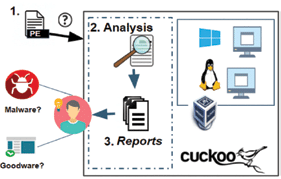 1.
PE
?
2. Analysis
3. Reports
Malware?
Goodware?
cuckoo